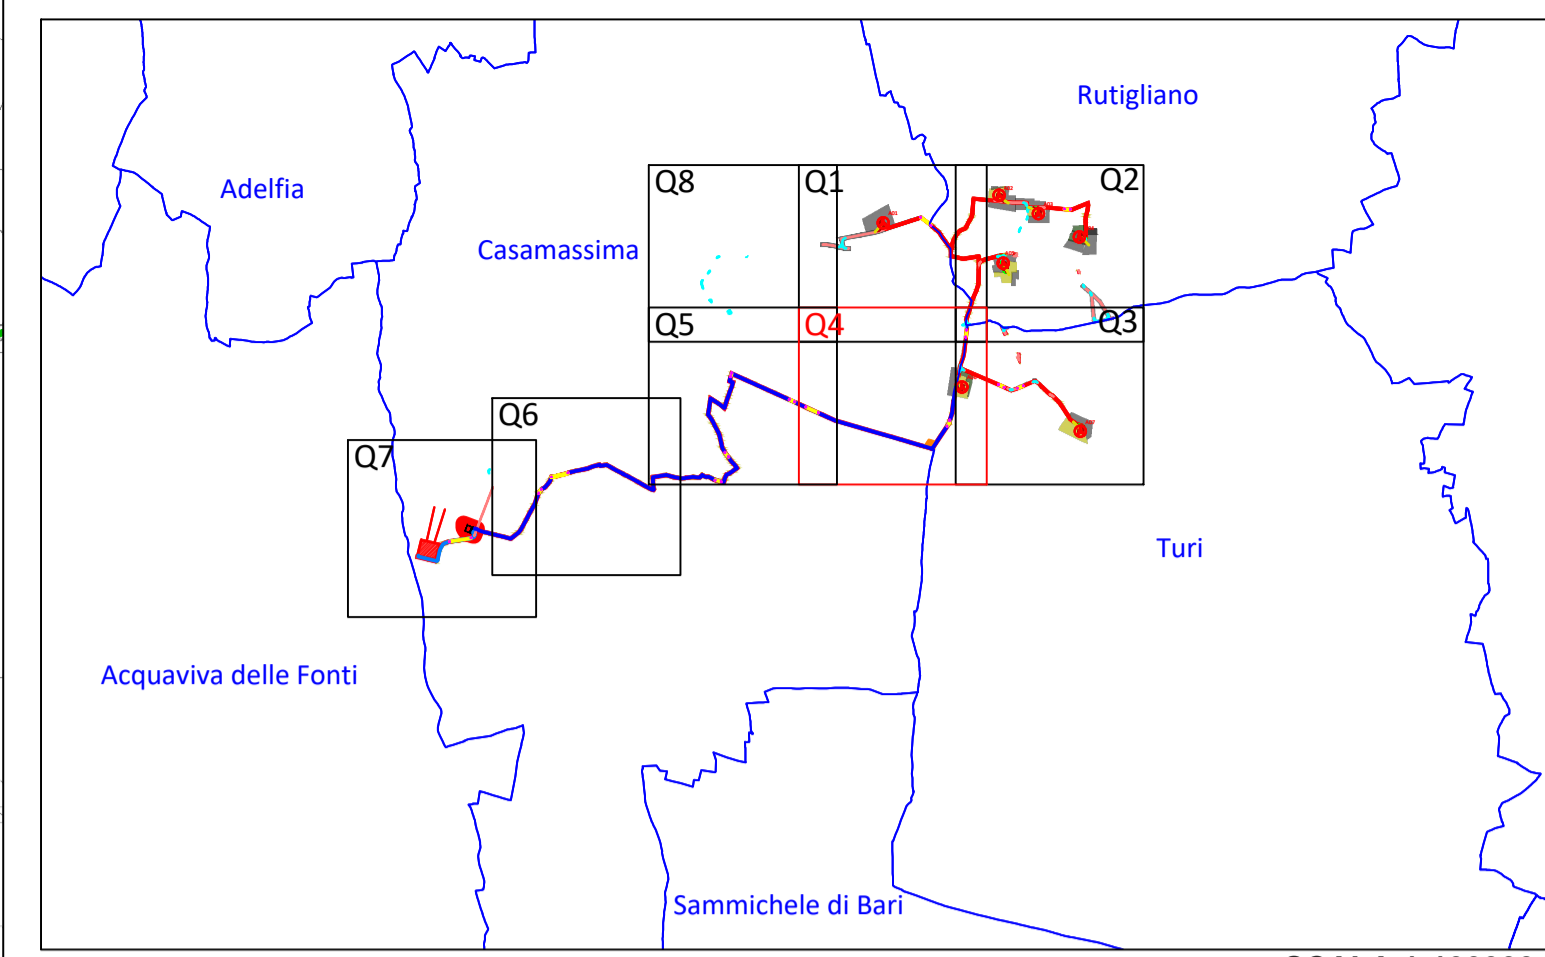 Rutigliano
Adelfia
Q8
Q1
Q2
Casamassima
Q5
Q4
Q3
Q6
Q7
Turi
Acquaviva delle Fonti
Sammichele di Bari